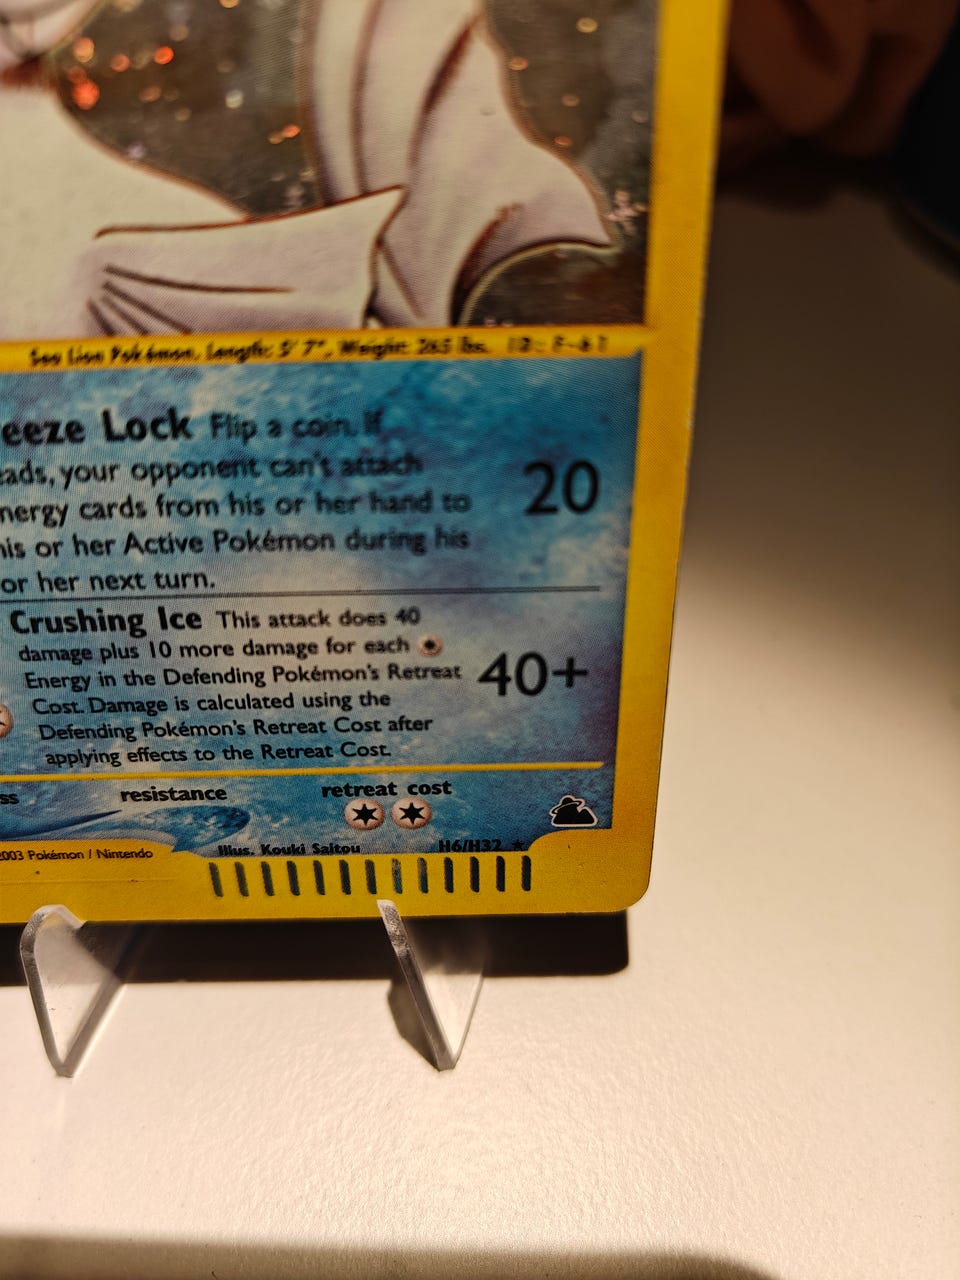 Sea Lion Pokémon. Length: 5' 7", Weight: 265 lbs. ID: F-61
eeze Lock Flip a coin. If
eads, your opponent can't attach
nergy cards from his or her hand to
his or her Active Pokémon during his
or her next turn.
20
Crushing Ice This attack does 40
damage plus 10 more damage for each
Energy in the Defending Pokémon's Retreat
Cost. Damage is calculated using the
Defending Pokémon's Retreat Cost after
applying effects to the Retreat Cost.
40+
ss resistance retreat cost
2003 Pokémon / Nintendo Illus. Kouki Saitou H6/H32 ★